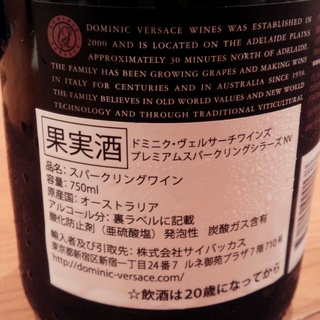 DOMINIC VERSACE WINES WAS ESTABLISHED IN
2000 AND IS LOCATED ON THE ADELAIDE PLAINS
APPROXIMATELY 30 MINUTES NORTH OF ADELAIDE.
THE FAMILY HAS BEEN GROWING GRAPES AND MAKING WINE
IN ITALY FOR CENTURIES AND IN AUSTRALIA SINCE 1956.
THE FAMILY BELIEVES IN OLD WORLD VALUES AND NEW WORLD
TECHNOLOGY AND THROUGH TRADITIONAL VITICULTURAL
果実酒
ドミニク・ヴェルサーチワインズ
プレミアムスパークリングシラーズ NV
品名:スパークリングワイン
容量:750ml
原産国:オーストラリア
アルコール分:裏ラベルに記載
酸化防止剤(亜硫酸塩) 発泡性 炭酸ガス含有
輸入者及び引取先:株式会社サイバッカス
東京都新宿区新宿一丁目24番7 ルネ御苑プラザ7階710号
http://dominic-versace.com/
☆飲酒は20歳になってから